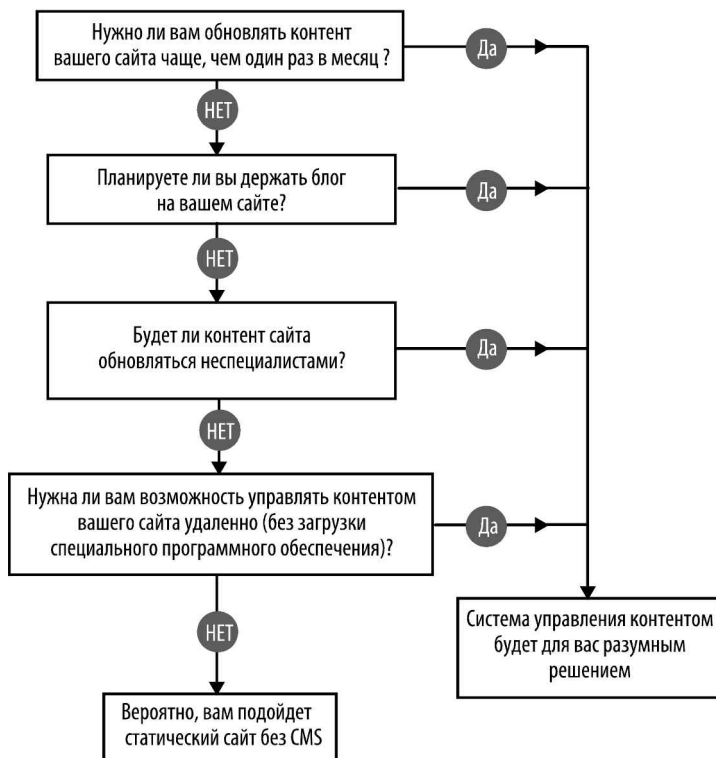 Нужно ли вам обновлять контент
вашего сайта чаще, чем один раз в месяц ?
Да
НЕТ
Планируете ли вы держать блог
на вашем сайте?
Да
НЕТ
Будет ли контент сайта
обновляться неспециалистами?
Да
НЕТ
Нужна ли вам возможность управлять контентом
вашего сайта удаленно (без загрузки
специального программного обеспечения)?
Да
НЕТ
Система управления контентом
будет для вас разумным
решением
Вероятно, вам подойдет
статический сайт без CMS